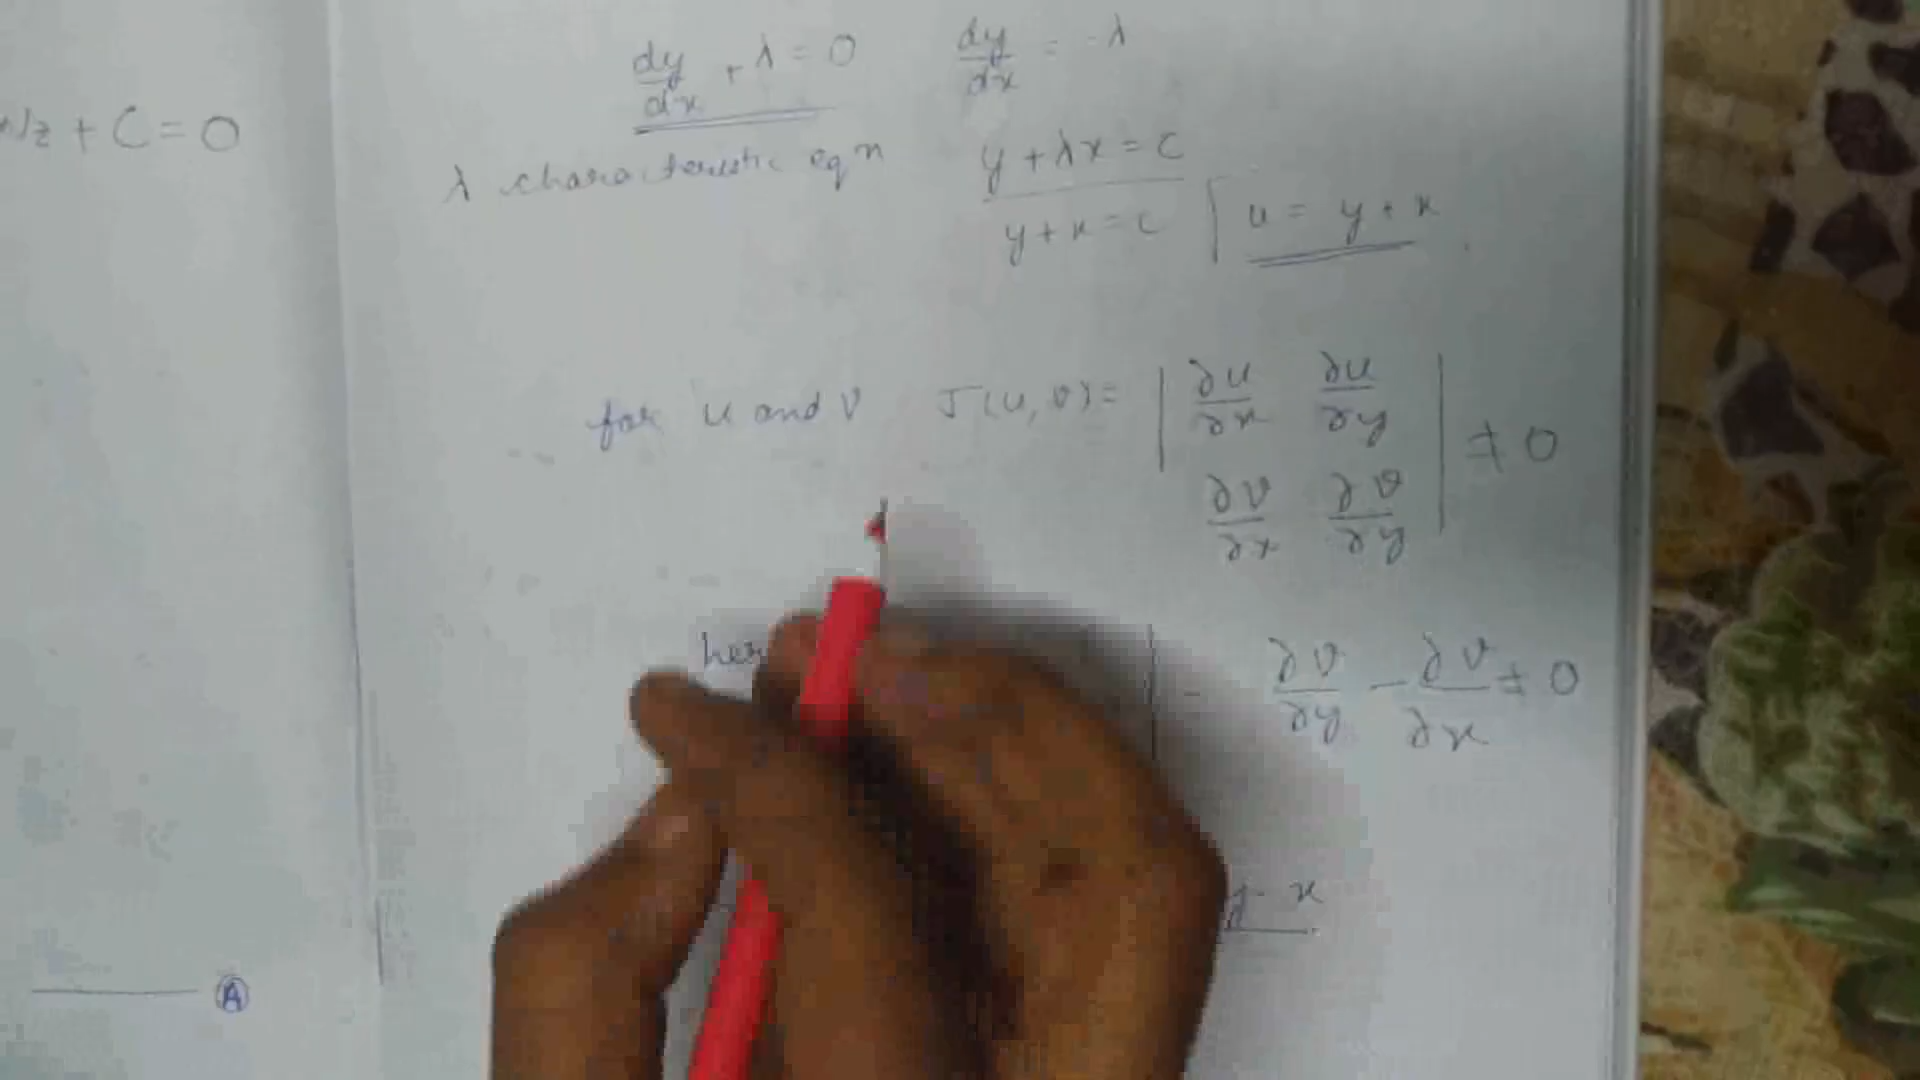 dy/dx + λ = 0    dy/dx = -λ
+ C = 0
λ characteristic eqn    y + λx = c
y + x = c | u = y + x
for u and v    J(u, v) = | ∂u/∂x  ∂u/∂y |
| ∂v/∂x  ∂v/∂y | ≠ 0
∂v/∂y - ∂v/∂x ≠ 0
y - x
A